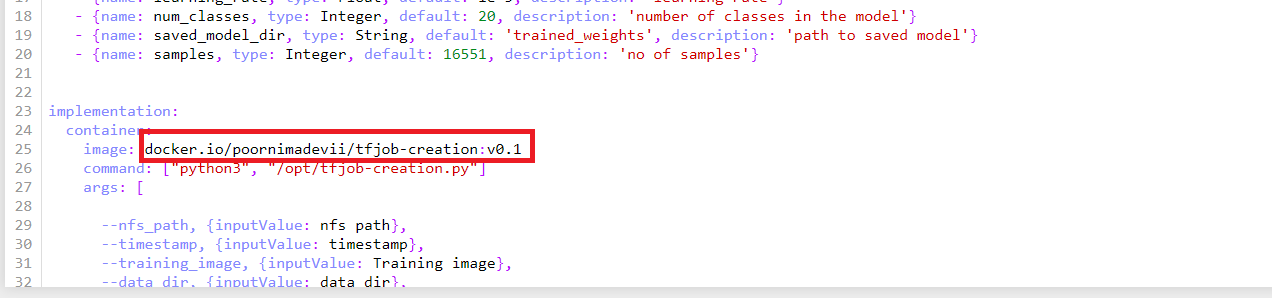 18 - {name: num_classes, type: Integer, default: 20, description: 'number of classes in the model'}
19 - {name: saved_model_dir, type: String, default: 'trained_weights', description: 'path to saved model'}
20 - {name: samples, type: Integer, default: 16551, description: 'no of samples'}
21
22
23 implementation:
24 container:
25 image: docker.io/poornimadevii/tfjob-creation:v0.1
26 command: ["python3", "/opt/tfjob-creation.py"]
27 args: [
28
29 --nfs_path, {inputValue: nfs path},
30 --timestamp, {inputValue: timestamp},
31 --training_image, {inputValue: Training image},
32 --data_dir, {inputValue: data dir},